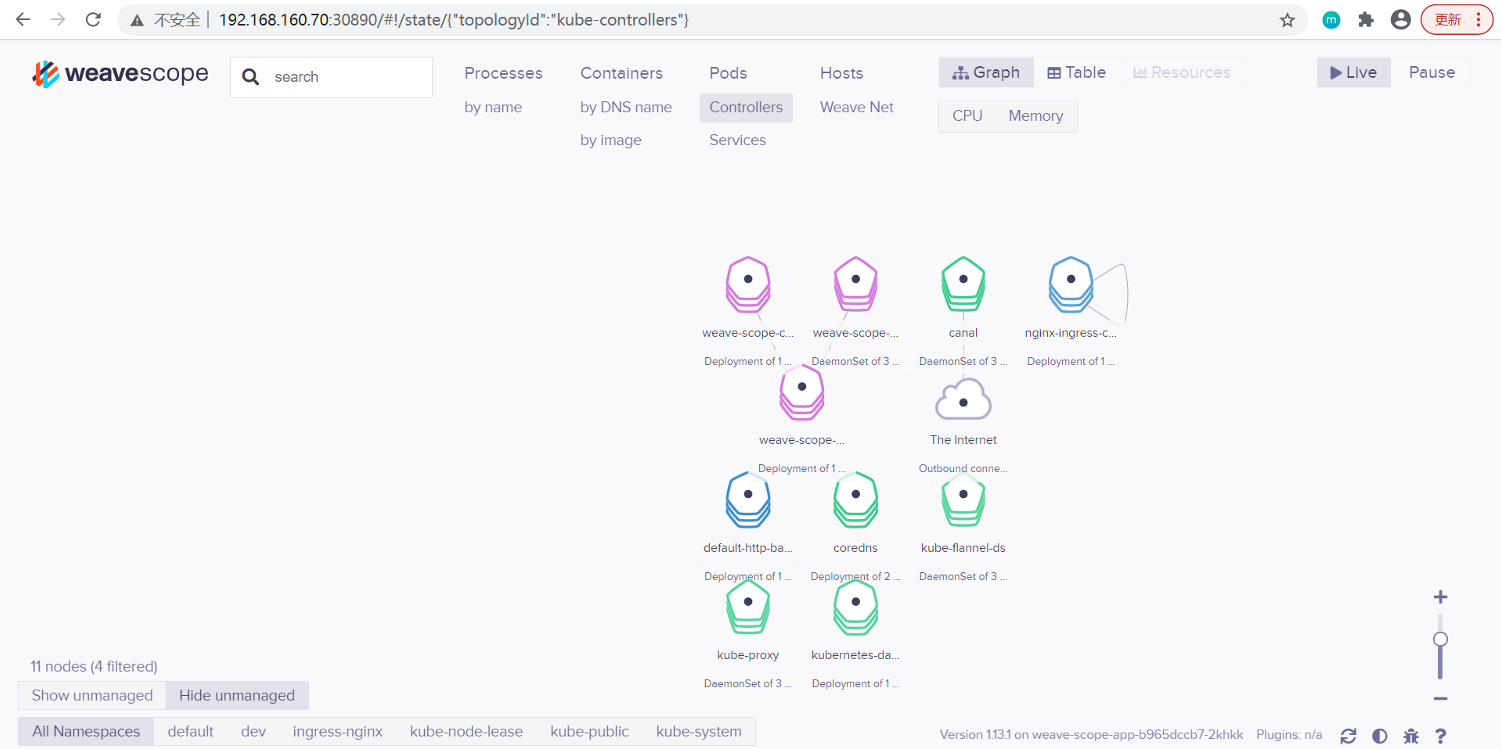 不安全 | 192.168.160.70:30890/#!/state/{"topologyId":"kube-controllers"}
m
更新
weavescope
search
Processes
by name
Containers
by DNS name
by image
Pods
Controllers
Services
Hosts
Weave Net
Graph Table Resources
CPU Memory
Live Pause
weave-scope-c... weave-scope-... canal nginx-ingress-c...
Deployment of 1 ... DaemonSet of 3 ... DaemonSet of 3 ... Deployment of 1 ...
weave-scope-... The Internet
Deployment of 1 ... Outbound conne...
default-http-ba... coredns kube-flannel-ds
Deployment of 1 ... Deployment of 2 ... DaemonSet of 3 ...
kube-proxy kubernetes-da...
DaemonSet of 3 ... Deployment of 1 ...
11 nodes (4 filtered)
Show unmanaged Hide unmanaged
All Namespaces default dev ingress-nginx kube-node-lease kube-public kube-system
Version 1.13.1 on weave-scope-app-b965dccb7-2khkk Plugins: n/a